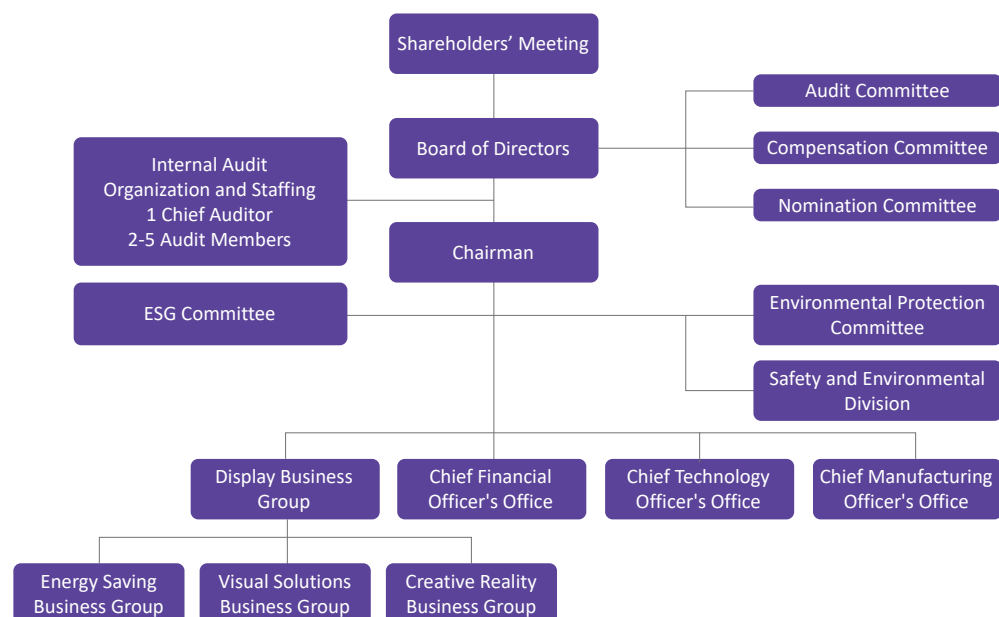 Shareholders’ Meeting
Audit Committee
Board of Directors
Compensation Committee
Internal Audit
Organization and Staffing
1 Chief Auditor
2-5 Audit Members
Nomination Committee
Chairman
ESG Committee
Environmental Protection
Committee
Safety and Environmental
Division
Display Business
Group
Chief Financial
Officer's Office
Chief Technology
Officer's Office
Chief Manufacturing
Officer's Office
Energy Saving
Business Group
Visual Solutions
Business Group
Creative Reality
Business Group